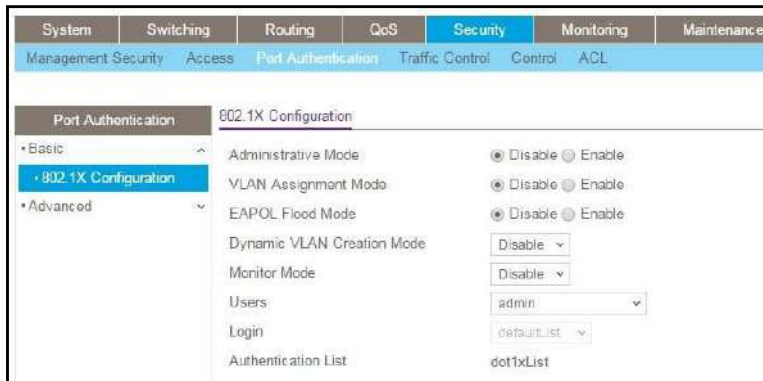 System Switching Routing QoS Security Monitoring Maintenance
Management Security Access Port Authentication Traffic Control Control ACL
Port Authentication
Basic
802.1X Configuration
Advanced
802.1X Configuration
Administrative Mode Disable Enable
VLAN Assignment Mode Disable Enable
EAPOL Flood Mode Disable Enable
Dynamic VLAN Creation Mode Disable
Monitor Mode Disable
Users admin
Login defaultList
Authentication List dot1xList